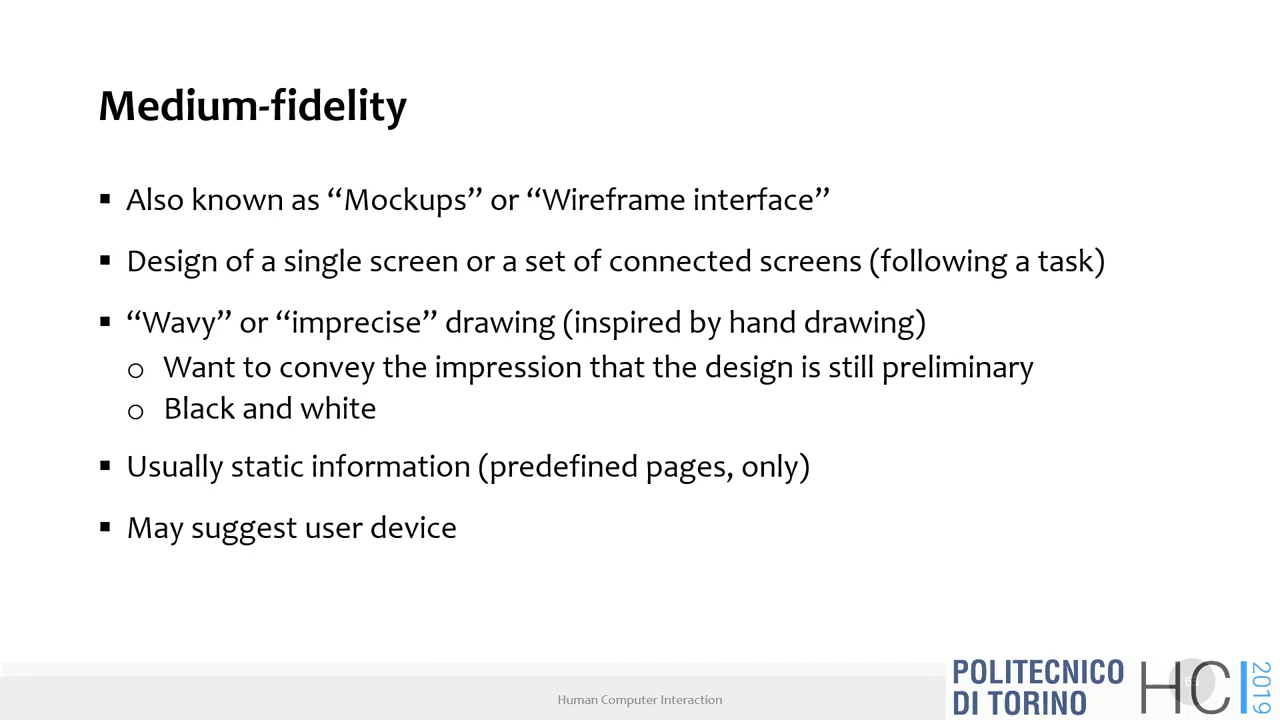 Medium-fidelity
▪ Also known as “Mockups” or “Wireframe interface”
▪ Design of a single screen or a set of connected screens (following a task)
▪ “Wavy” or “imprecise” drawing (inspired by hand drawing)
o Want to convey the impression that the design is still preliminary
o Black and white
▪ Usually static information (predefined pages, only)
▪ May suggest user device
Human Computer Interaction
POLITECNICO
DI TORINO
HCI
2019